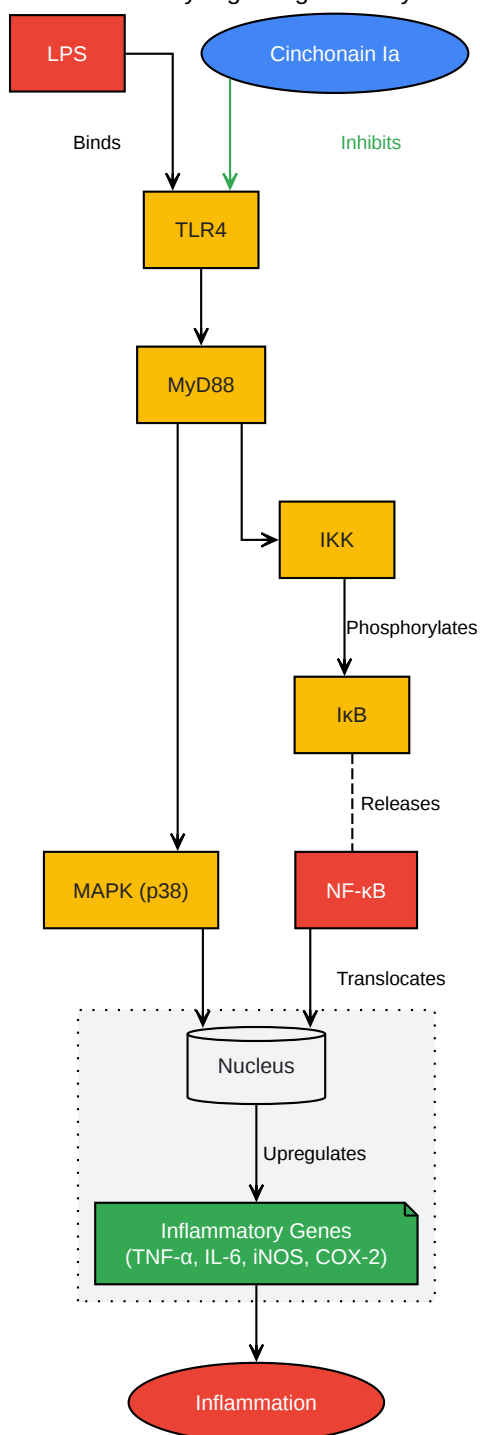 LPS
Cinchonain Ia
Binds
Inhibits
TLR4
MyD88
IKK
Phosphorylates
IκB
Releases
MAPK (p38)
NF-κB
Translocates
Nucleus
Upregulates
Inflammatory Genes
(TNF-α, IL-6, iNOS, COX-2)
Inflammation